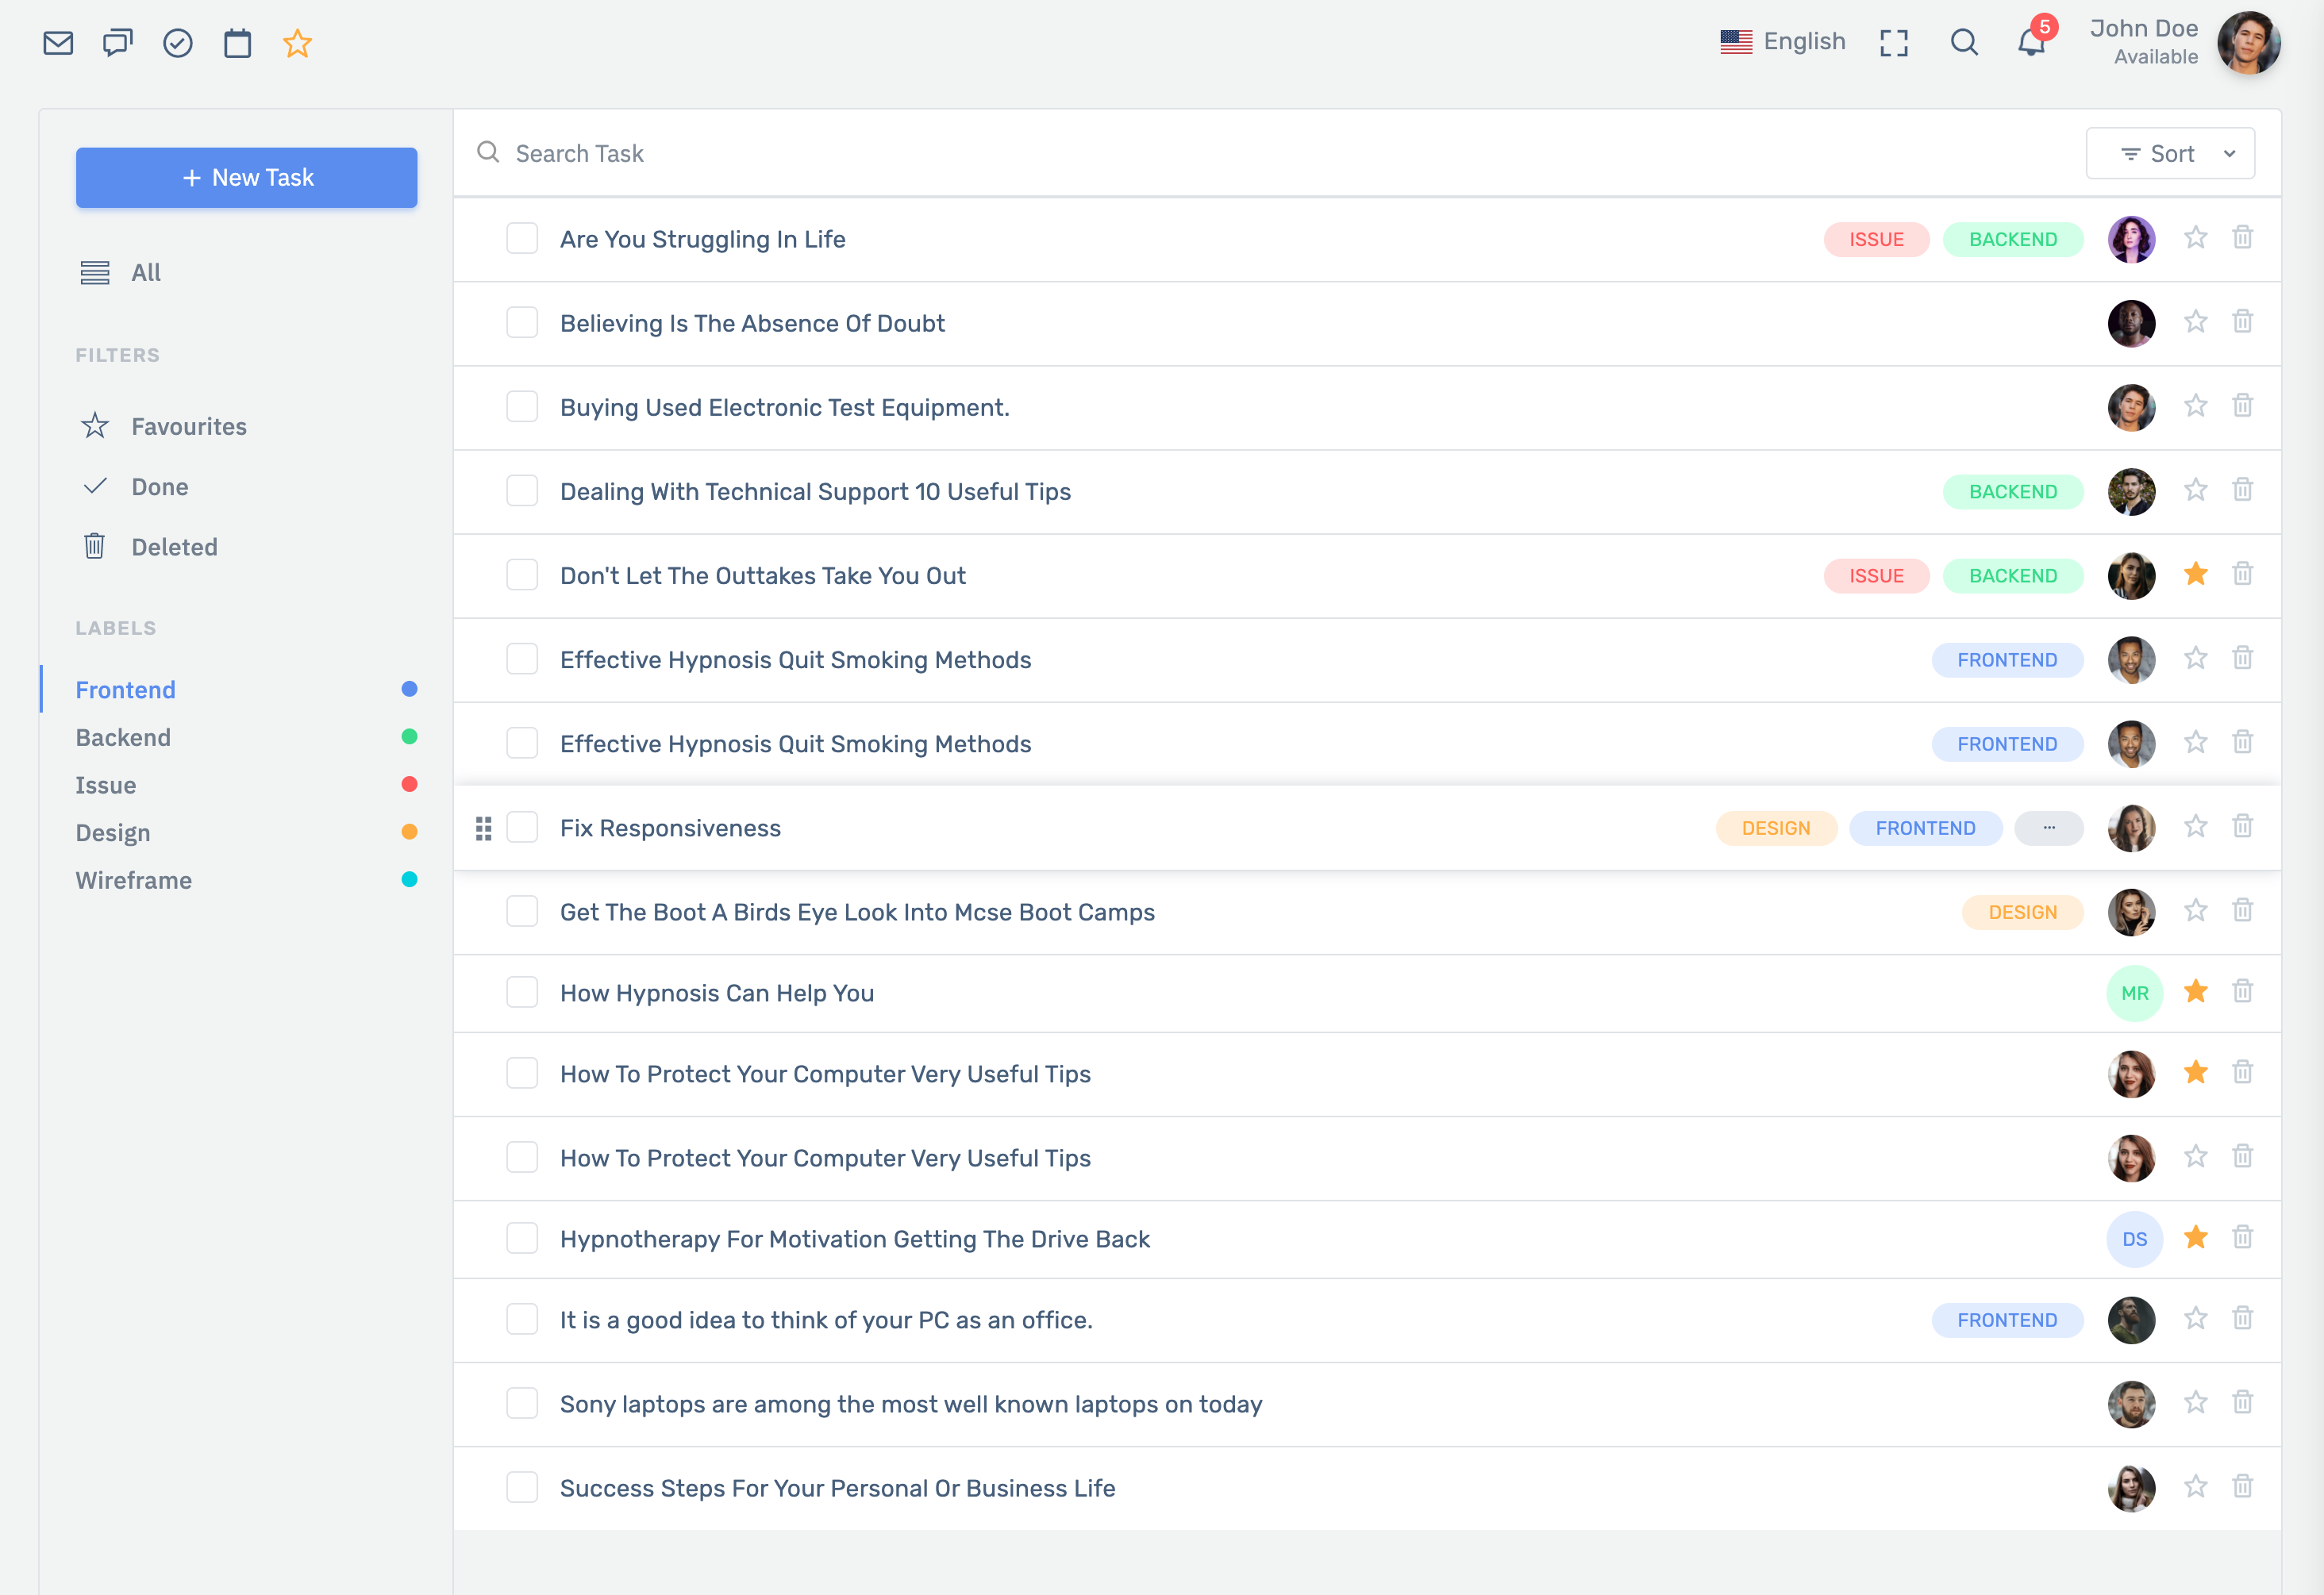 English
5
John Doe
Available
New Task
All
FILTERS
Favourites
Done
Deleted
LABELS
Frontend
Backend
Issue
Design
Wireframe
Search Task
Sort
Are You Struggling In Life ISSUE BACKEND
Believing Is The Absence Of Doubt
Buying Used Electronic Test Equipment.
Dealing With Technical Support 10 Useful Tips BACKEND
Don't Let The Outtakes Take You Out ISSUE BACKEND
Effective Hypnosis Quit Smoking Methods FRONTEND
Effective Hypnosis Quit Smoking Methods FRONTEND
Fix Responsiveness DESIGN FRONTEND ...
Get The Boot A Birds Eye Look Into Mcse Boot Camps DESIGN
How Hypnosis Can Help You MR
How To Protect Your Computer Very Useful Tips
How To Protect Your Computer Very Useful Tips
Hypnotherapy For Motivation Getting The Drive Back DS
It is a good idea to think of your PC as an office. FRONTEND
Sony laptops are among the most well known laptops on today
Success Steps For Your Personal Or Business Life